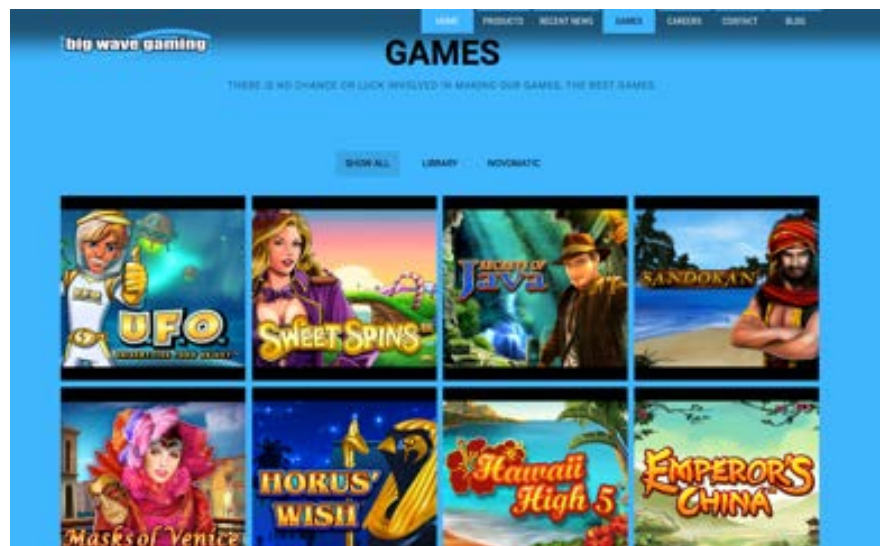 big wave gaming
HOME PRODUCTS RECENT NEWS GAMES CAREERS CONTACT BLOG
GAMES
THERE IS NO CHANCE OR LUCK INVOLVED IN MAKING OUR GAMES, THE BEST GAMES.
SHOW ALL LIBRARY NOVOMATIC
U.F.O.
SWEET SPINS
SECRETS OF
JAVA
SANDOKAN
Masks of Venice
HORUS'
WISH
Hawaii
High 5
EMPEROR'S
CHINA